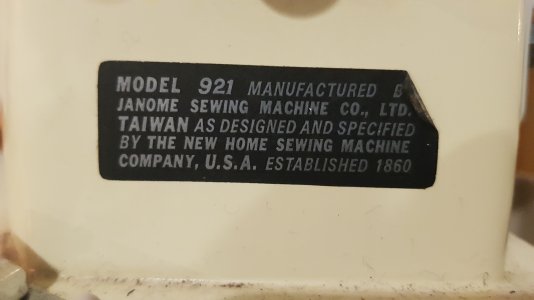 MODEL 921 MANUFACTURED B
JANOME SEWING MACHINE CO., LTD.
TAIWAN AS DESIGNED AND SPECIFIED
BY THE NEW HOME SEWING MACHINE
COMPANY, U.S.A. ESTABLISHED 1860